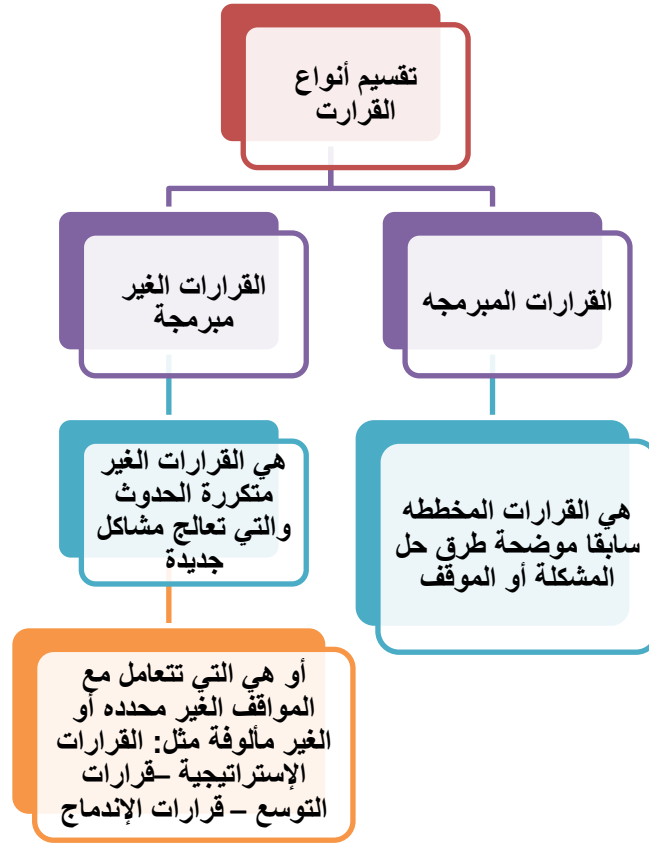 تقسيم أنواع
القرارت
القرارات المبرمجه
القرارات الغير
مبرمجة
هي القرارات المخططه
سابقا موضحة طرق حل
المشكلة أو الموقف
هي القرارات الغير
متكررة الحدوث
والتي تعالج مشاكل
جديدة
أو هي التي تتعامل مع
المواقف الغير محدده أو
الغير مألوفة مثل: القرارات
الإستراتيجية –قرارات
التوسع – قرارات الإندماج